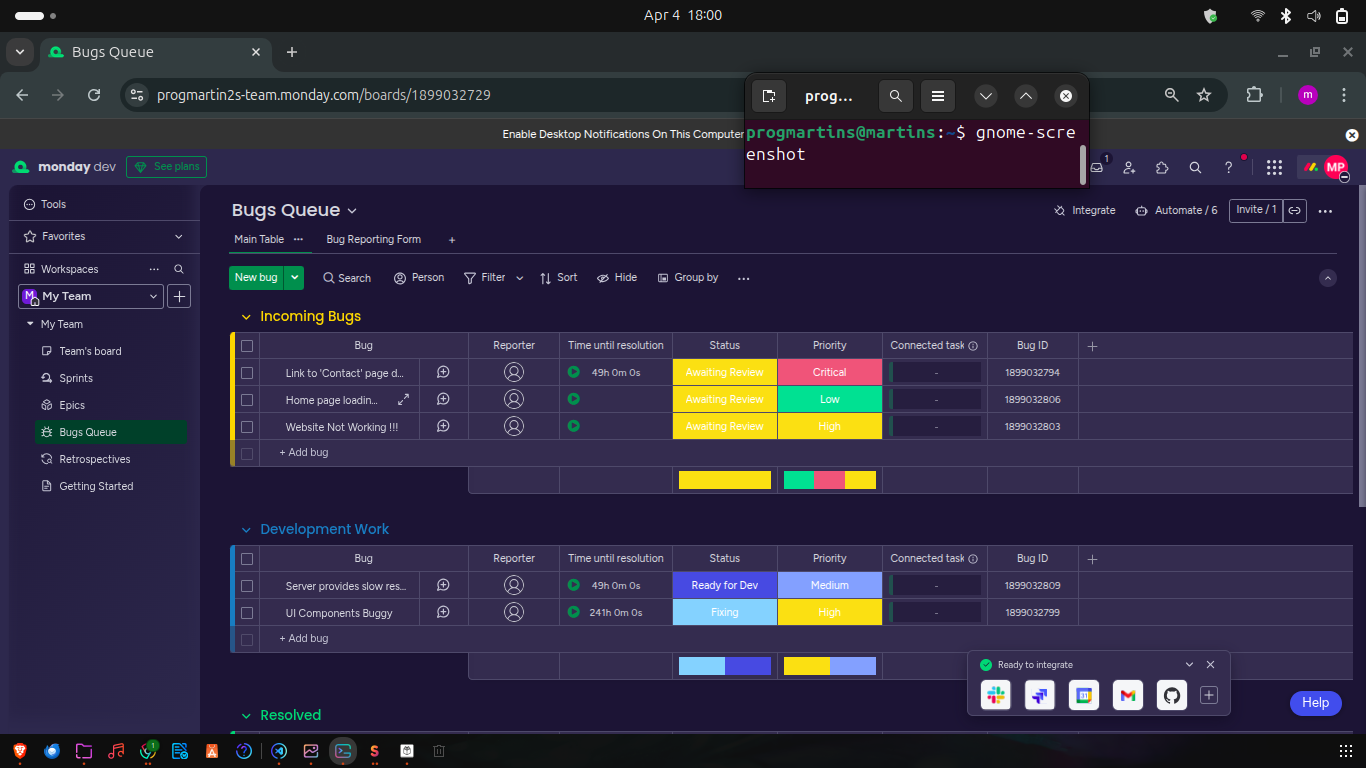 Apr 4 18:00
Bugs Queue
progmartin2s-team.monday.com/boards/1899032729
m
prog...
progmartins@martins:~$ gnome-scre
enshot
Enable Desktop Notifications On This Computer
monday dev
See plans
1
MP
Tools
Favorites
Workspaces
M
My Team
My Team
Team's board
Sprints
Epics
Bugs Queue
Retrospectives
Getting Started
Bugs Queue
Integrate
Automate / 6
Invite / 1
Main Table
Bug Reporting Form
New bug
Search
Person
Filter
Sort
Hide
Group by
Incoming Bugs
Bug Reporter Time until resolution Status Priority Connected task Bug ID
Link to 'Contact' page d... 49h 0m 0s Awaiting Review Critical - 1899032794
Home page loadin... Awaiting Review Low - 1899032806
Website Not Working !!! Awaiting Review High - 1899032803
+ Add bug
Development Work
Bug Reporter Time until resolution Status Priority Connected task Bug ID
Server provides slow res... 49h 0m 0s Ready for Dev Medium - 1899032809
UI Components Buggy 241h 0m 0s Fixing High - 1899032799
+ Add bug
Resolved
Ready to integrate
31
Help
1